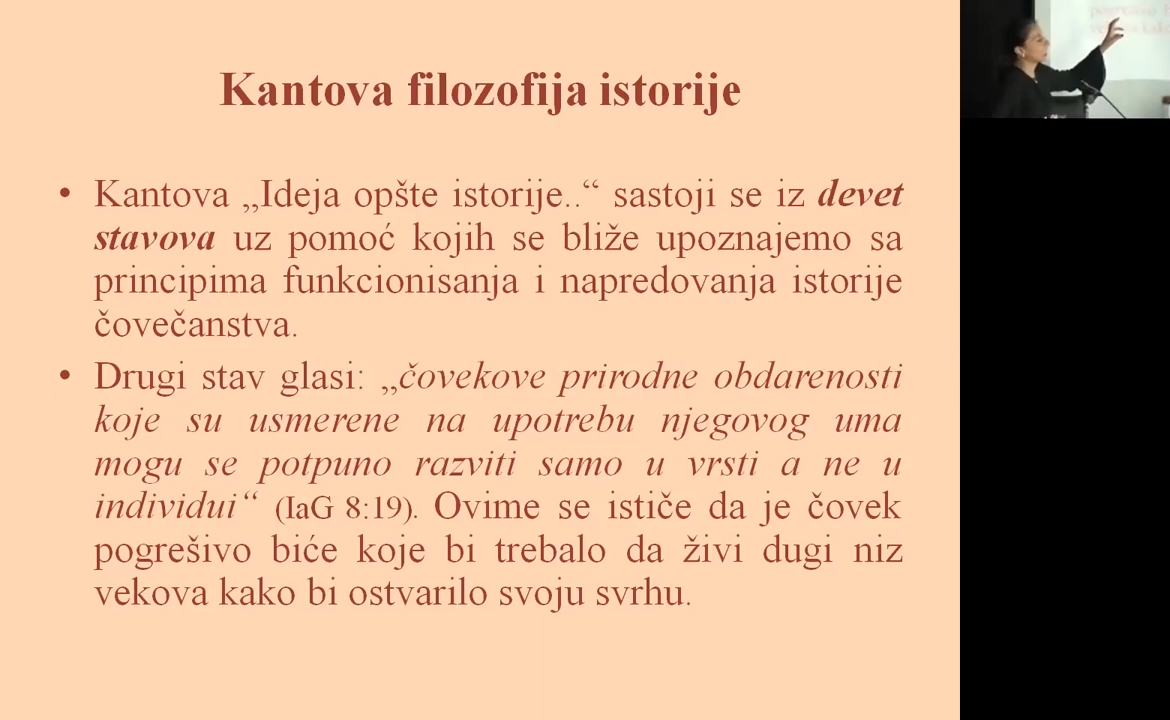 Kantova filozofija istorije
• Kantova „Ideja opšte istorije..“ sastoji se iz devet
stavova uz pomoć kojih se bliže upoznajemo sa
principima funkcionisanja i napredovanja istorije
čovečanstva.
• Drugi stav glasi: „čovekove prirodne obdarenosti
koje su usmerene na upotrebu njegovog uma
mogu se potpuno razviti samo u vrsti a ne u
individui“ (IaG 8:19). Ovime se ističe da je čovek
pogrešivo biće koje bi trebalo da živi dugi niz
vekova kako bi ostvarilo svoju svrhu.